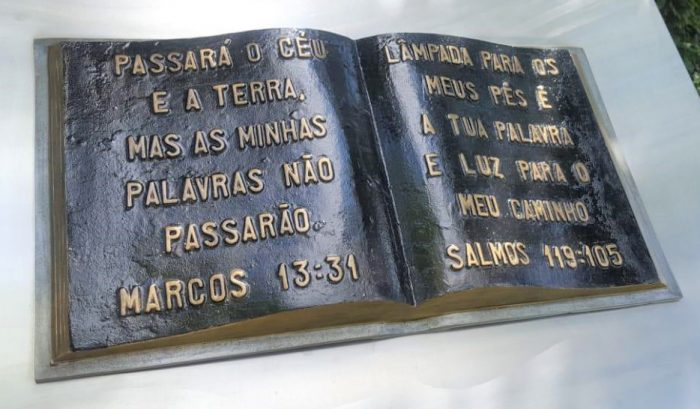 PASSARÁ O CÉU
E A TERRA,
MAS AS MINHAS
PALAVRAS NÃO
PASSARÃO
MARCOS 13:31
LÂMPADA PARA OS
MEUS PÉS É
A TUA PALAVRA
E LUZ PARA O
MEU CAMINHO
SALMOS 119-105